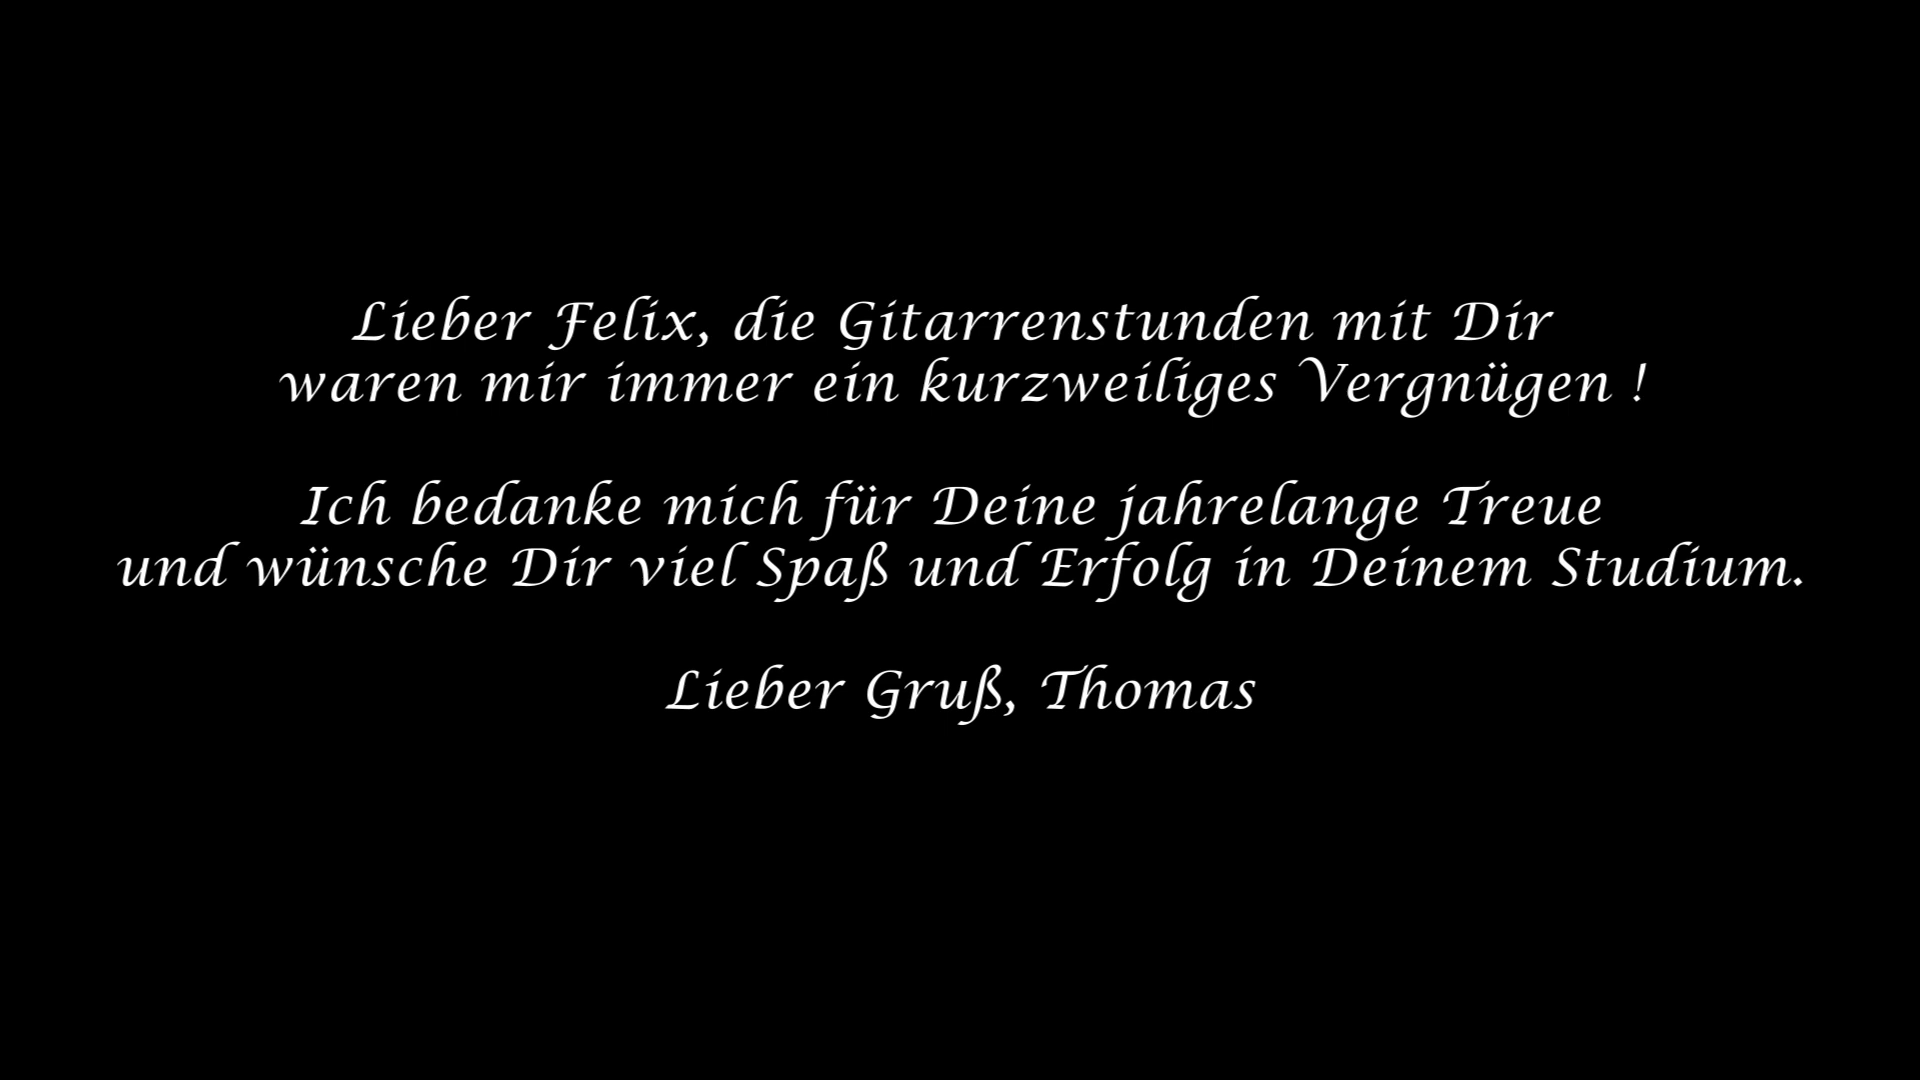 Lieber Felix, die Gitarrenstunden mit Dir
waren mir immer ein kurzweiliges Vergnügen !
Ich bedanke mich für Deine jahrelange Treue
und wünsche Dir viel Spaß und Erfolg in Deinem Studium.
Lieber Gruß, Thomas